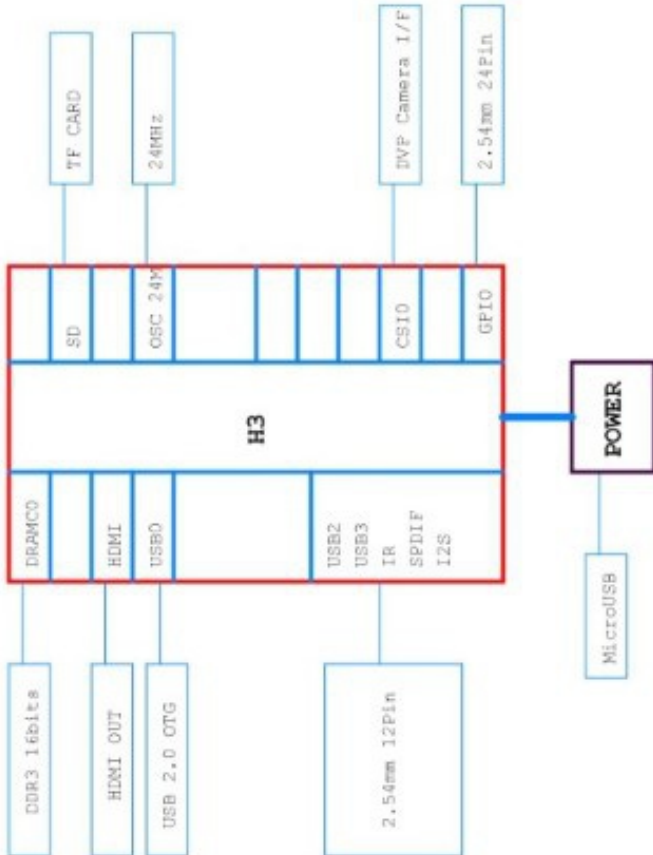 DDR3 16bits
DRAMC0
SD
TF CARD
HDMI OUT
HDMI
USB 2.0 OTG
USB0
OSC 24M
24MHz
H3
2.54mm 12Pin
USB2
USB3
IR
SPDIF
I2S
CSI0
DVP Camera I/F
GPIO
2.54mm 24Pin
MicroUSB
POWER